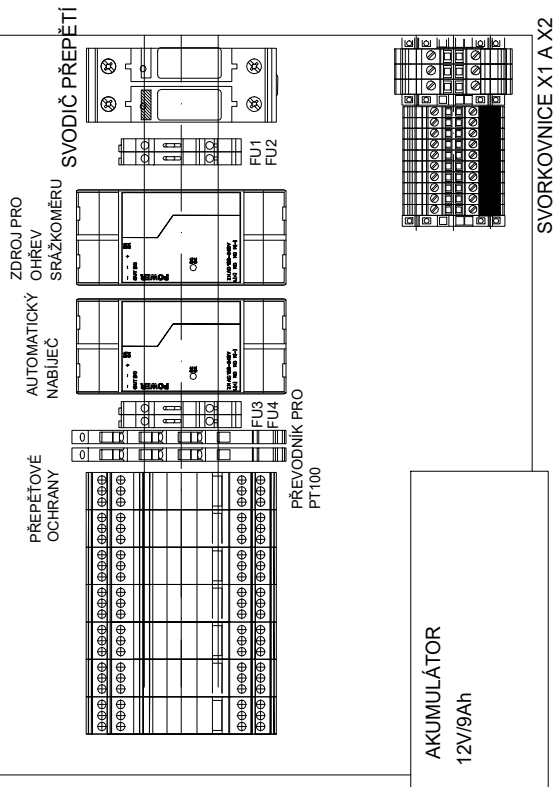 SVODIČ PŘEPĚTÍ
FU1
FU2
ZDROJ PRO
OHŘEV
SRÁŽKOMĚRU
AUTOMATICKÝ
NABÍJEČ
FU3
FU4
PŘEPĚŤOVÉ
OCHRANY
PŘEVODNÍK PRO
PT100
AKUMULÁTOR
12V/9Ah
SVORKOVNICE X1 A X2
POWER
POWER